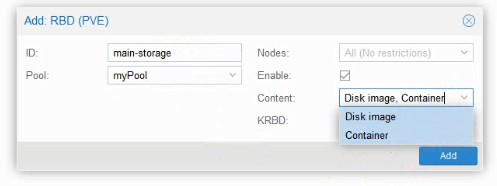 Add: RBD (PVE)
ID: main-storage
Pool: myPool
Nodes: All (No restrictions)
Enable:
Content: Disk image, Container
KRBD:
Disk image
Container
Add